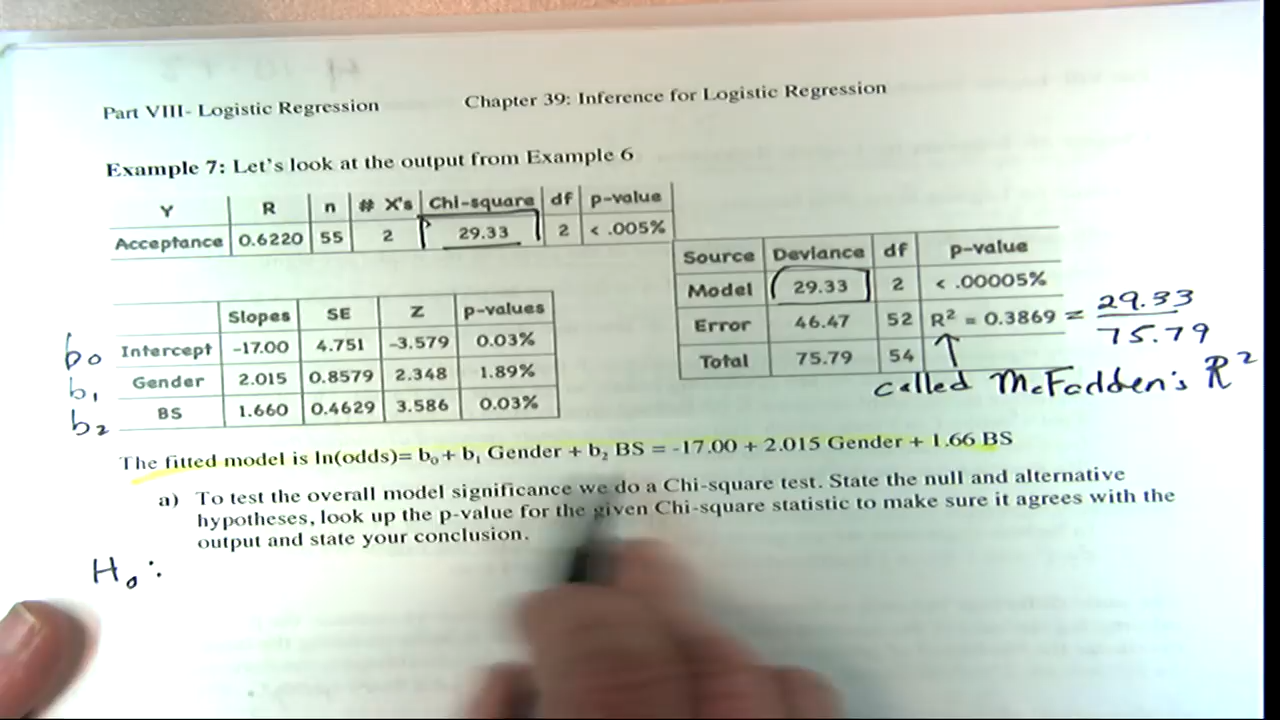 Part VIII- Logistic Regression Chapter 39: Inference for Logistic Regression
Example 7: Let's look at the output from Example 6
Y R n # X's Chi-square df p-value
Acceptance 0.6220 55 2 29.33 2 < .005%
Source Deviance df p-value
Model 29.33 2 < .00005%
Error 46.47 52 R² = 0.3869 = 29.33 / 75.79
Total 75.79 54
called McFadden's R²
Slopes SE Z p-values
b₀ Intercept -17.00 4.751 -3.579 0.03%
b₁ Gender 2.015 0.8579 2.348 1.89%
b₂ BS 1.660 0.4629 3.586 0.03%
The fitted model is ln(odds)= b₀ + b₁ Gender + b₂ BS = -17.00 + 2.015 Gender + 1.66 BS
a) To test the overall model significance we do a Chi-square test. State the null and alternative
hypotheses, look up the p-value for the given Chi-square statistic to make sure it agrees with the
output and state your conclusion.
H₀ :